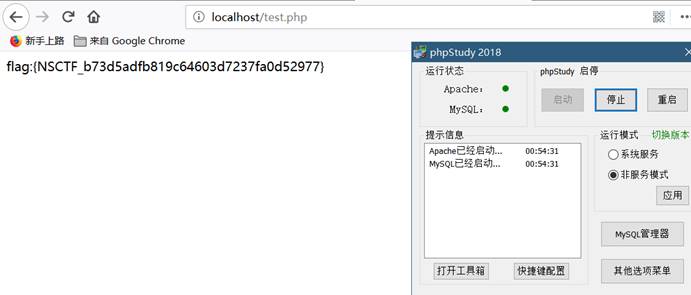 localhost/test.php
新手上路 来自 Google Chrome
flag:{NSCTF_b73d5adfb819c64603d7237fa0d52977}
phpStudy 2018
运行状态
Apache:
MySQL:
phpStudy 启停
启动 停止 重启
提示信息
Apache已经启动... 00:54:31
MySQL已经启动... 00:54:31
运行模式 切换版本
系统服务
非服务模式
应用
MySQL管理器
打开工具箱 快捷键配置
其他选项菜单